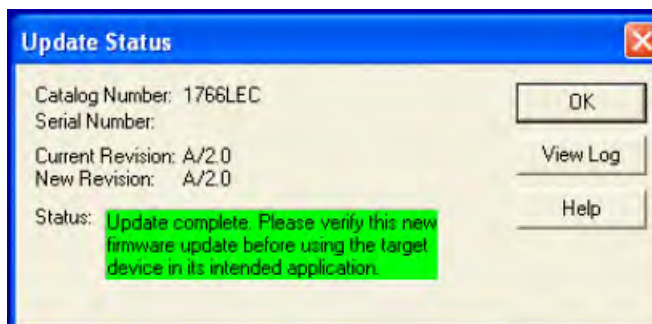 Update Status
Catalog Number: 1766LEC
Serial Number:
Current Revision: A/2.0
New Revision: A/2.0
Status: Update complete. Please verify this new
firmware update before using the target
device in its intended application.
OK
View Log
Help